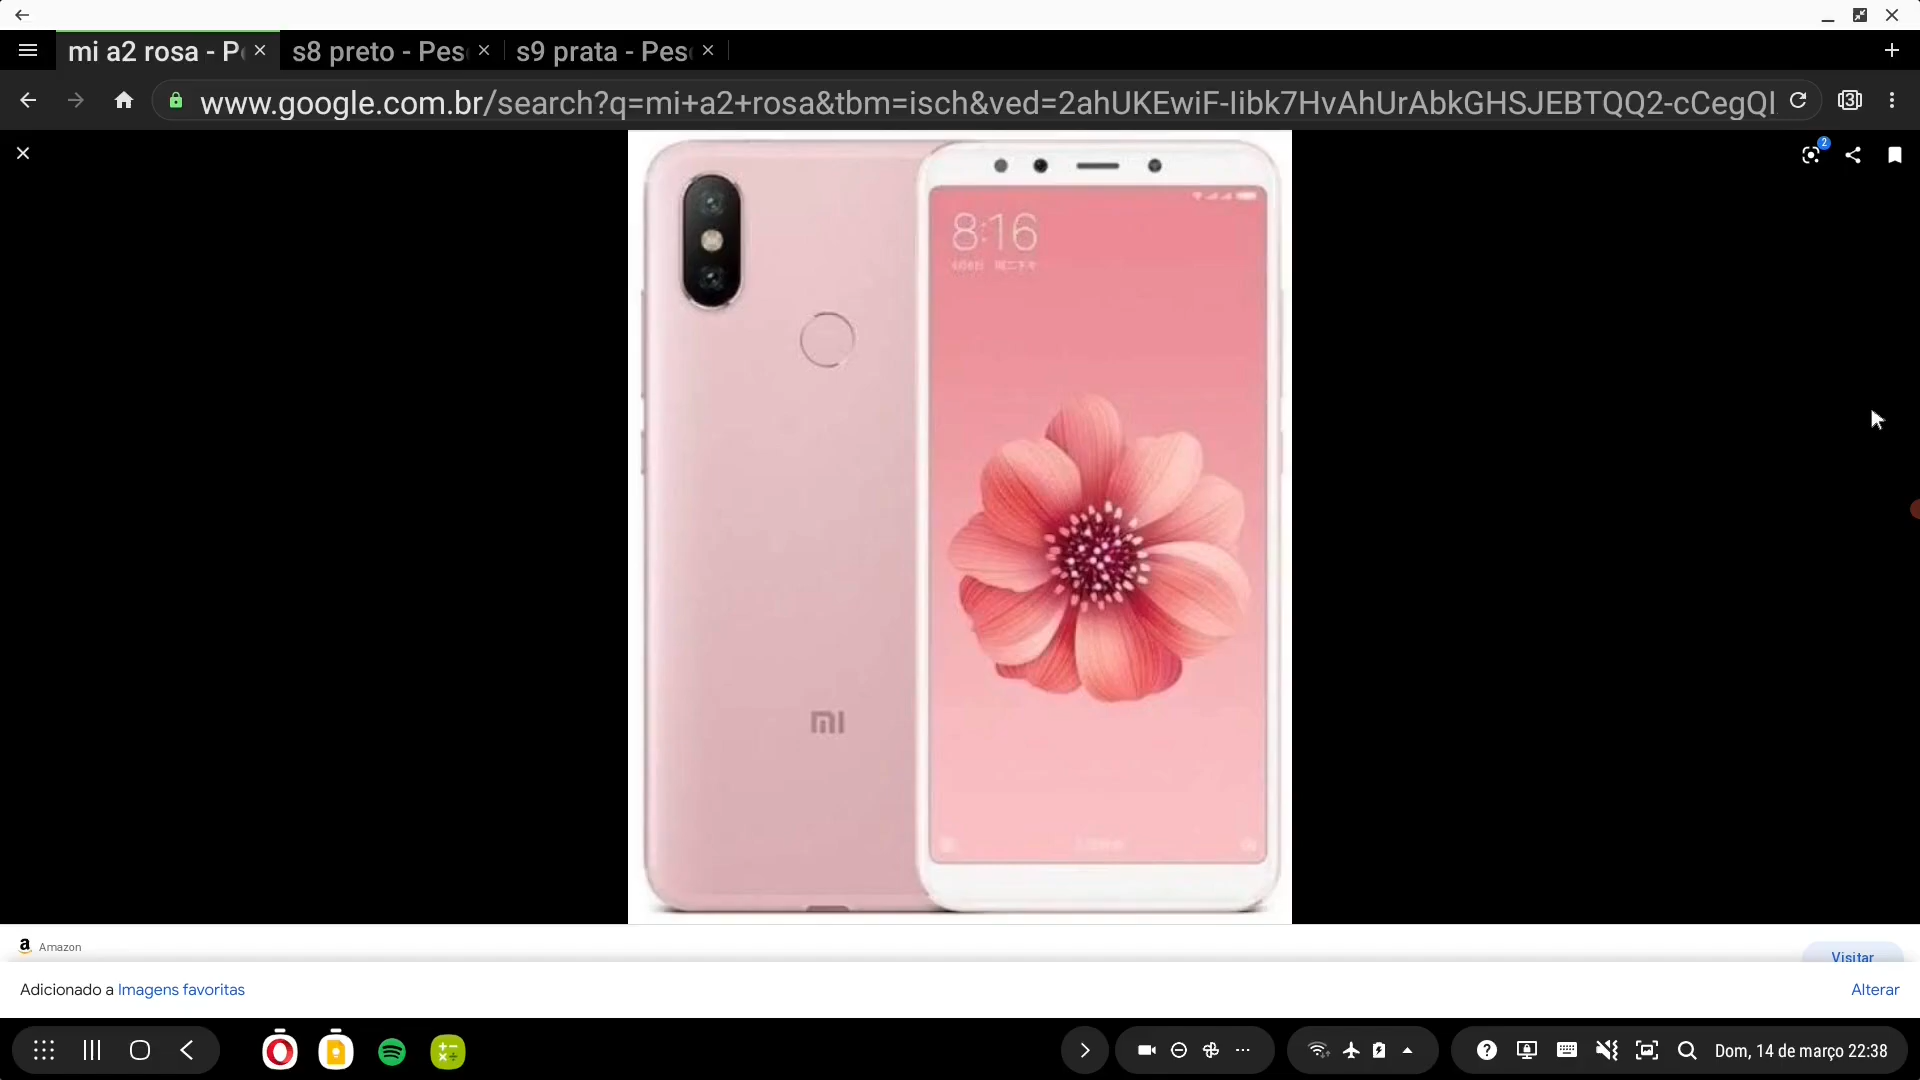 mi a2 rosa - P
s8 preto - Pes
s9 prata - Pes
www.google.com.br/search?q=mi+a2+rosa&tbm=isch&ved=2ahUKEwiF-Iibk7HvAhUrAbkGHSJEBTQQ2-cCegQI
3
2
8:16
mi
a Amazon
Visitar
Adicionado a Imagens favoritas
Alterar
Dom, 14 de março 22:38